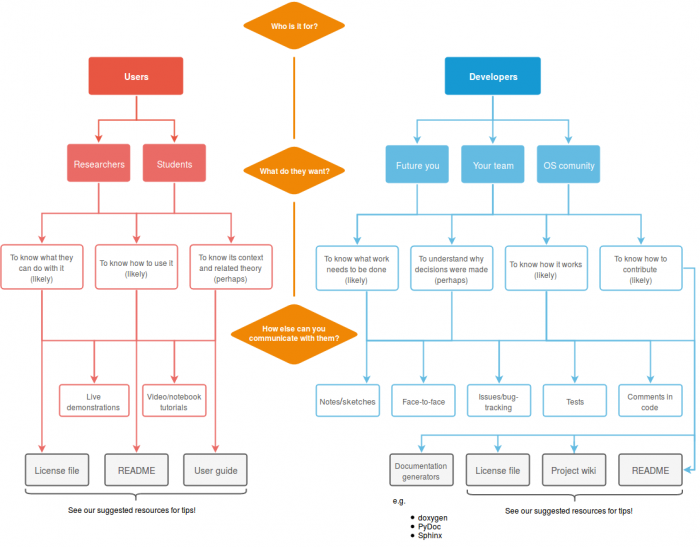 Who is it for?
Users
Developers
Researchers
Students
What do they want?
Future you
Your team
OS comunity
To know what they
can do with it
(likely)
To know how to use it
(likely)
To know its context
and related theory
(perhaps)
To know what work
needs to be done
(likely)
To understand why
decisions were made
(perhaps)
To know how it works
(likely)
To know how to
contribute
(likely)
How else can you
communicate with them?
Live
demonstrations
Video/notebook
tutorials
Notes/sketches
Face-to-face
Issues/bug-
tracking
Tests
Comments in
code
License file
README
User guide
Documentation
generators
License file
Project wiki
README
See our suggested resources for tips!
e.g.
• doxygen
• PyDoc
• Sphinx
See our suggested resources for tips!